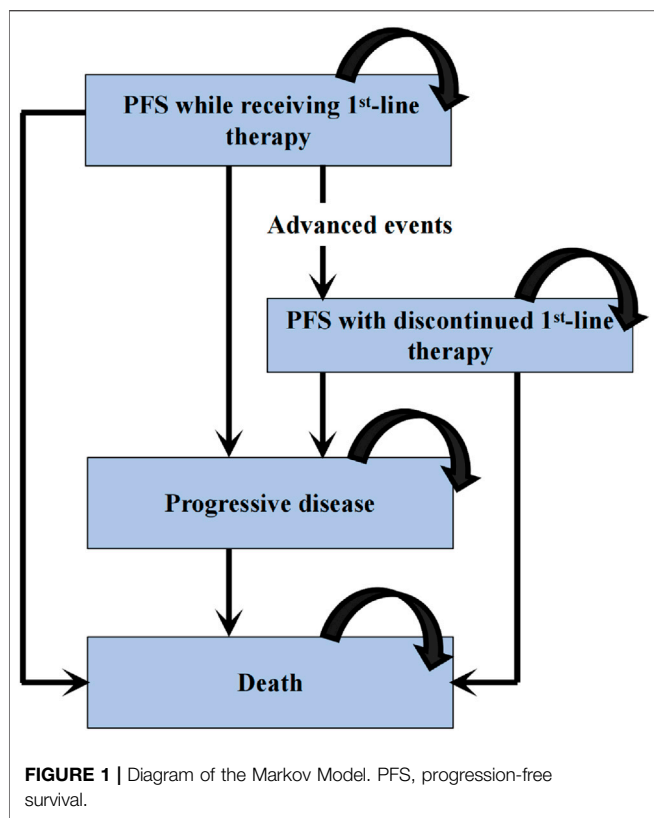 PFS while receiving 1st-line
therapy
Advanced events
PFS with discontinued 1st-line
therapy
Progressive disease
Death
FIGURE 1 | Diagram of the Markov Model. PFS, progression-free
survival.